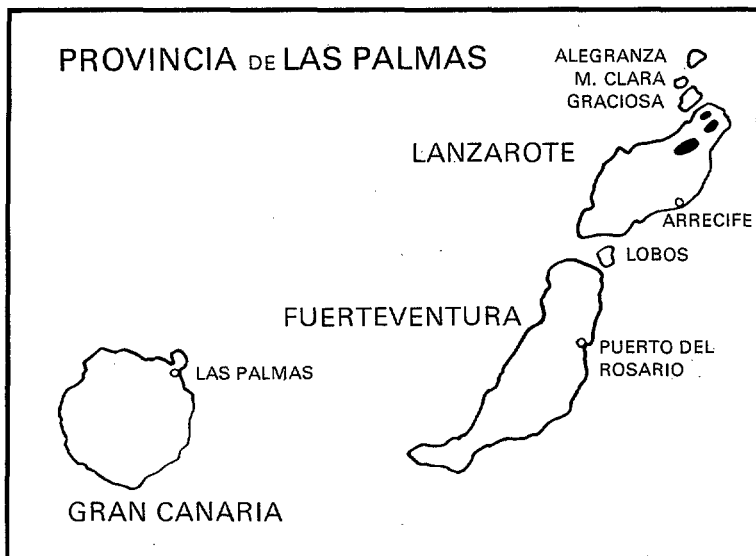 PROVINCIA DE LAS PALMAS
ALEGRANZA
M. CLARA
GRACIOSA
LANZAROTE
ARRECIFE
LOBOS
FUERTEVENTURA
PUERTO DEL
ROSARIO
LAS PALMAS
GRAN CANARIA